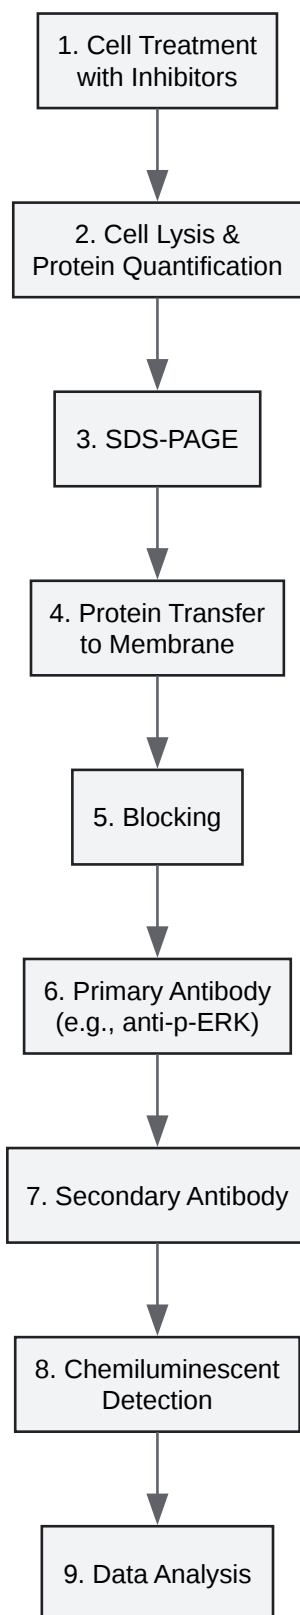 1. Cell Treatment
with Inhibitors
2. Cell Lysis &
Protein Quantification
3. SDS-PAGE
4. Protein Transfer
to Membrane
5. Blocking
6. Primary Antibody
(e.g., anti-p-ERK)
7. Secondary Antibody
8. Chemiluminescent
Detection
9. Data Analysis